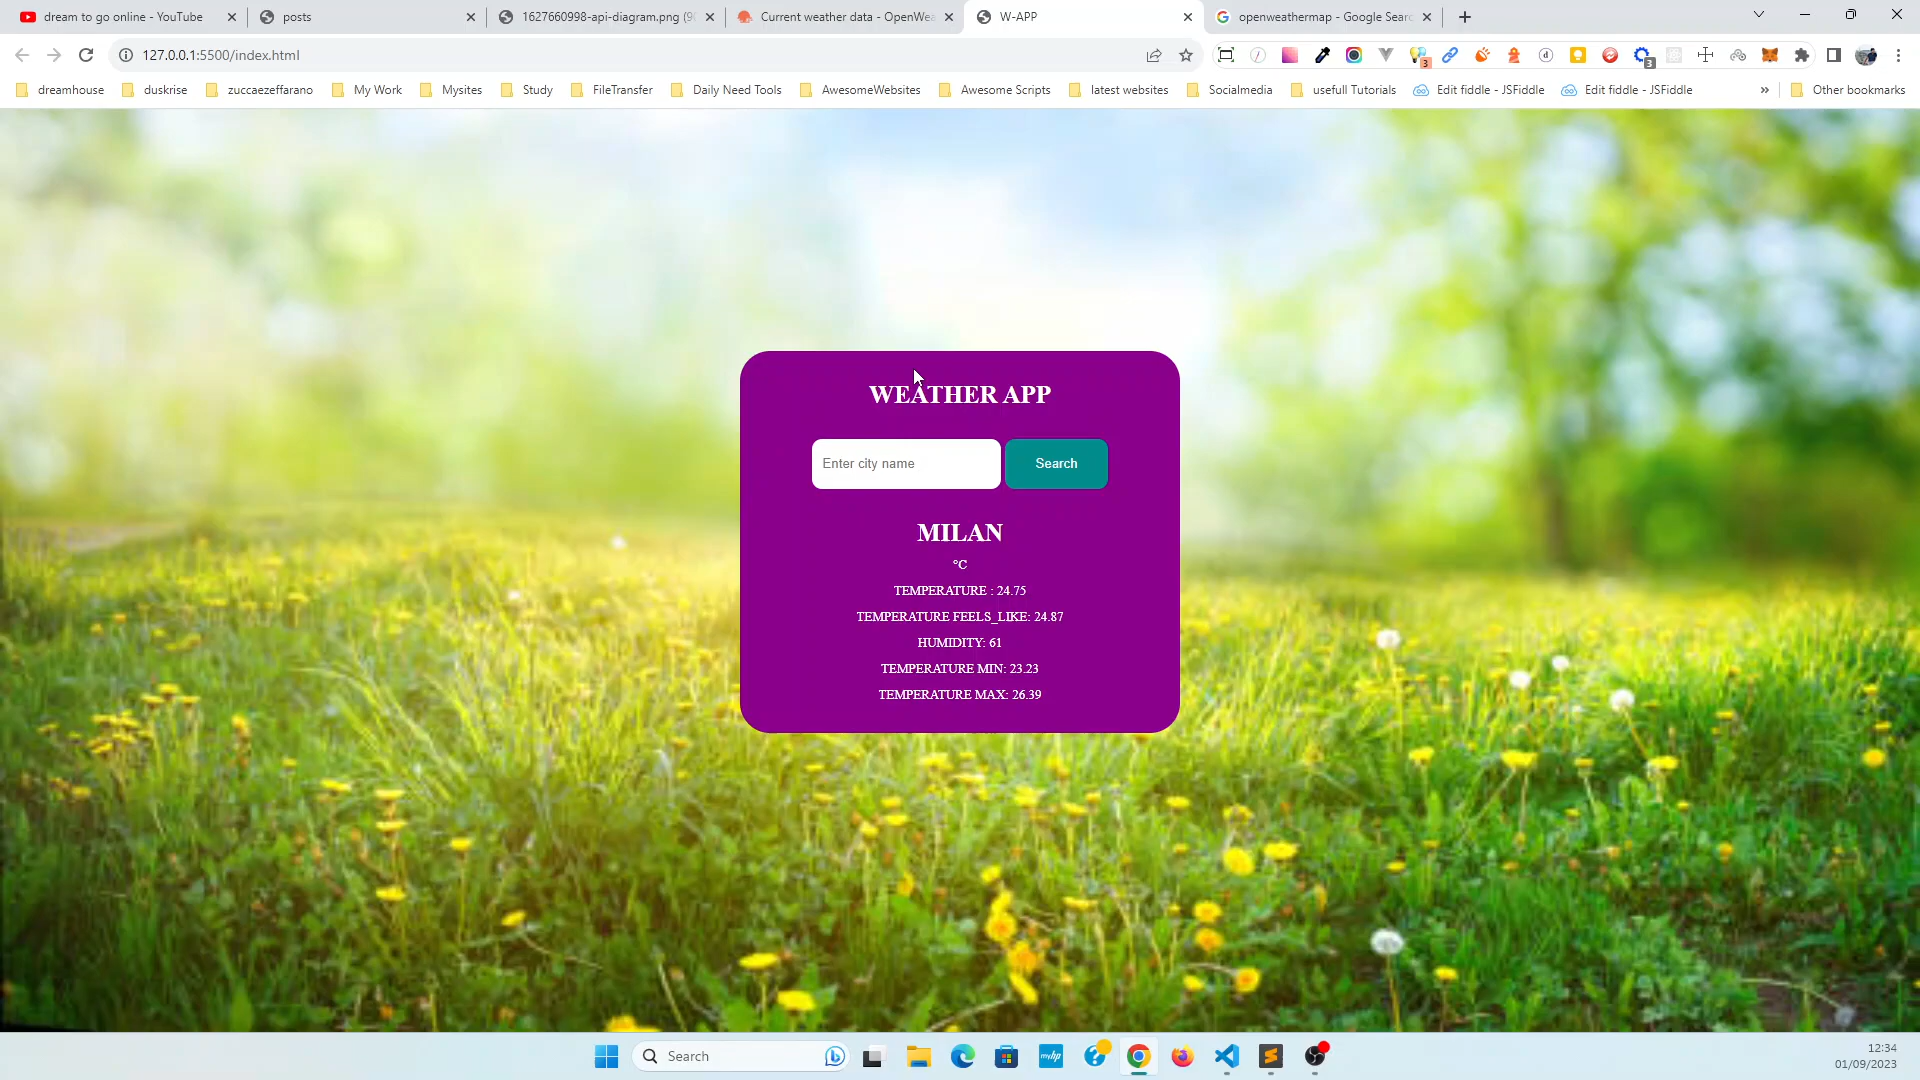 dream to go online - YouTube
posts
1627660998-api-diagram.png (9
Current weather data - OpenWea
W-APP
openweathermap - Google Searc
127.0.0.1:5500/index.html
3
3
dreamhouse
duskrise
zuccaezeffarano
My Work
Mysites
Study
FileTransfer
Daily Need Tools
AwesomeWebsites
Awesome Scripts
latest websites
Socialmedia
usefull Tutorials
Edit fiddle - JSFiddle
Edit fiddle - JSFiddle
»
Other bookmarks
WEATHER APP
Enter city name
Search
MILAN
°C
TEMPERATURE : 24.75
TEMPERATURE FEELS_LIKE: 24.87
HUMIDITY: 61
TEMPERATURE MIN: 23.23
TEMPERATURE MAX: 26.39
Search
myhp
12:34
01/09/2023